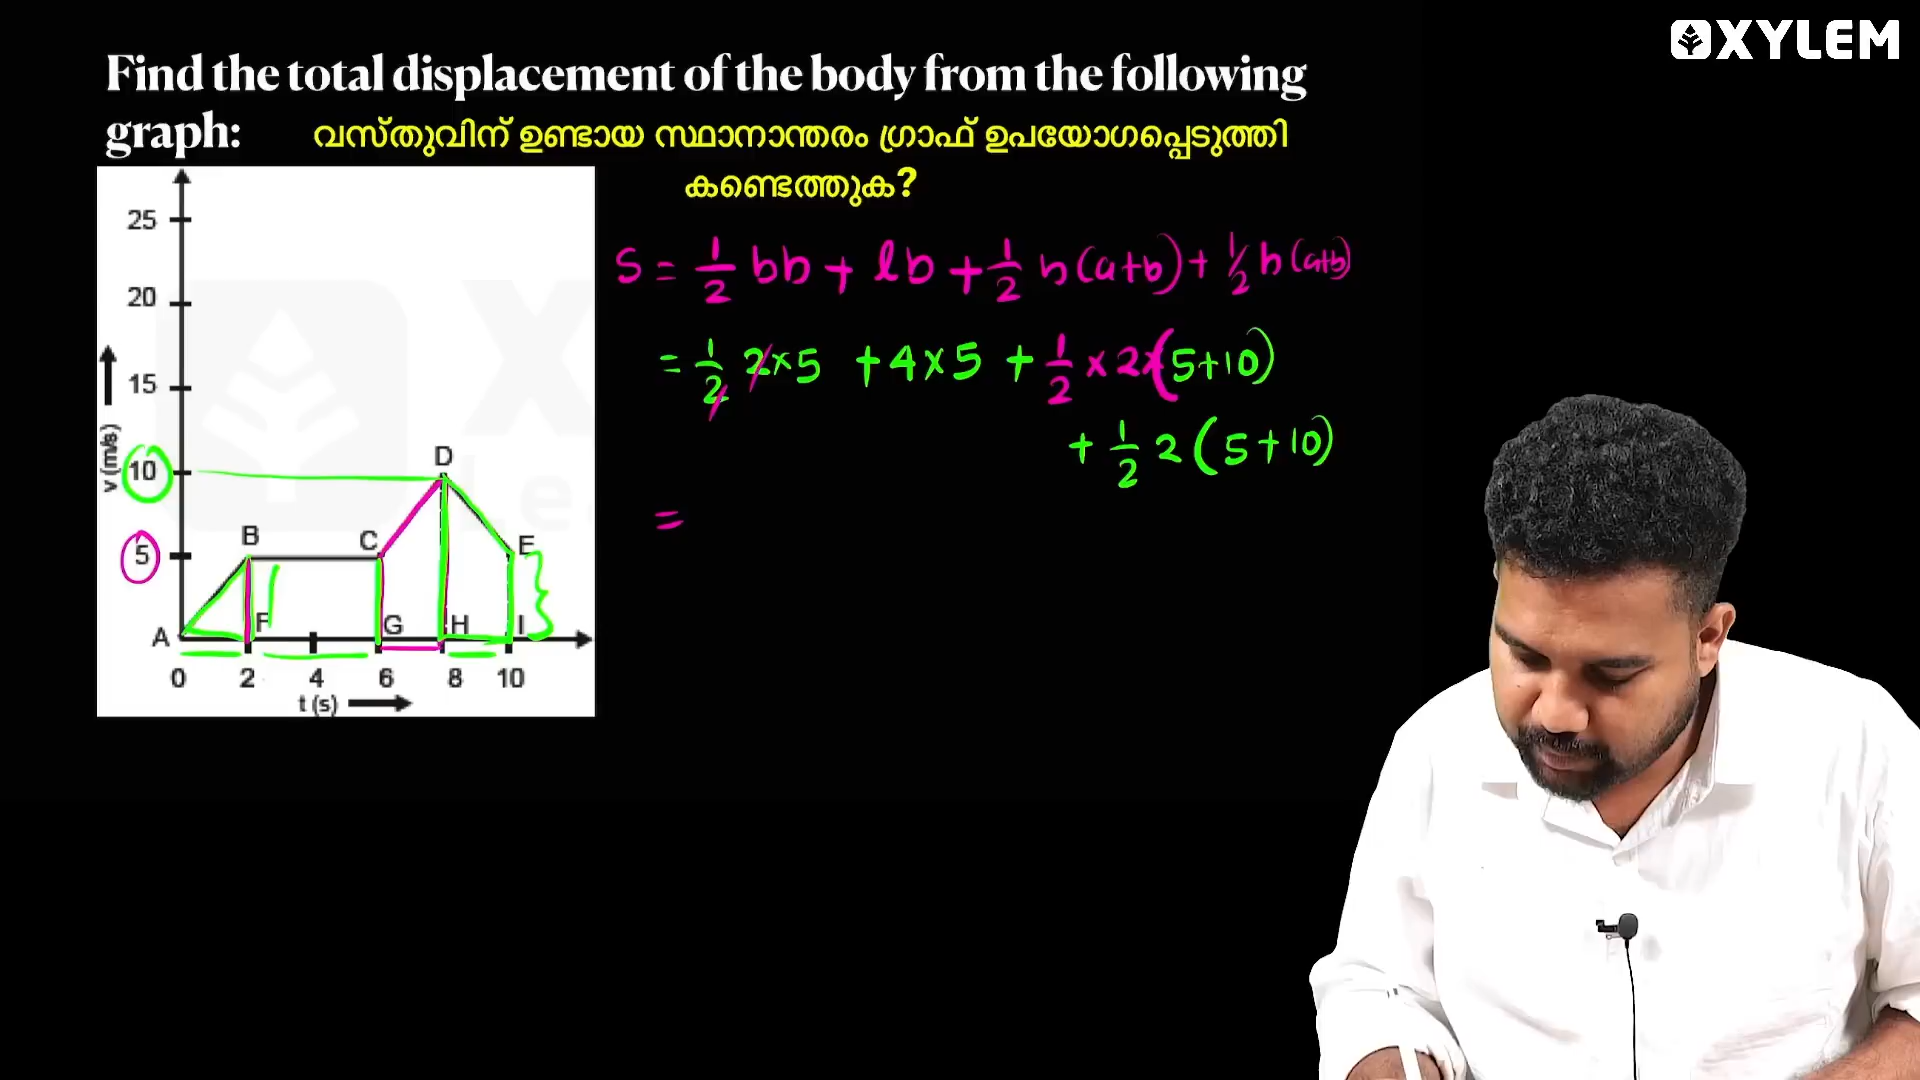 XYLEM
Find the total displacement of the body from the following
graph: വസ്തുവിന് ഉണ്ടായ സ്ഥാനാന്തരം ഗ്രാഫ് ഉപയോഗപ്പെടുത്തി
കണ്ടെത്തുക?
S = 1/2 bh + lb + 1/2 h(a+b) + 1/2 h(a+b)
= 1/2 2×5 + 4×5 + 1/2 × 2×(5+10)
+ 1/2 2(5+10)
=
25
20
15
10
5
v (m/s)
A B C D E
F G H I
0 2 4 6 8 10
t (s)